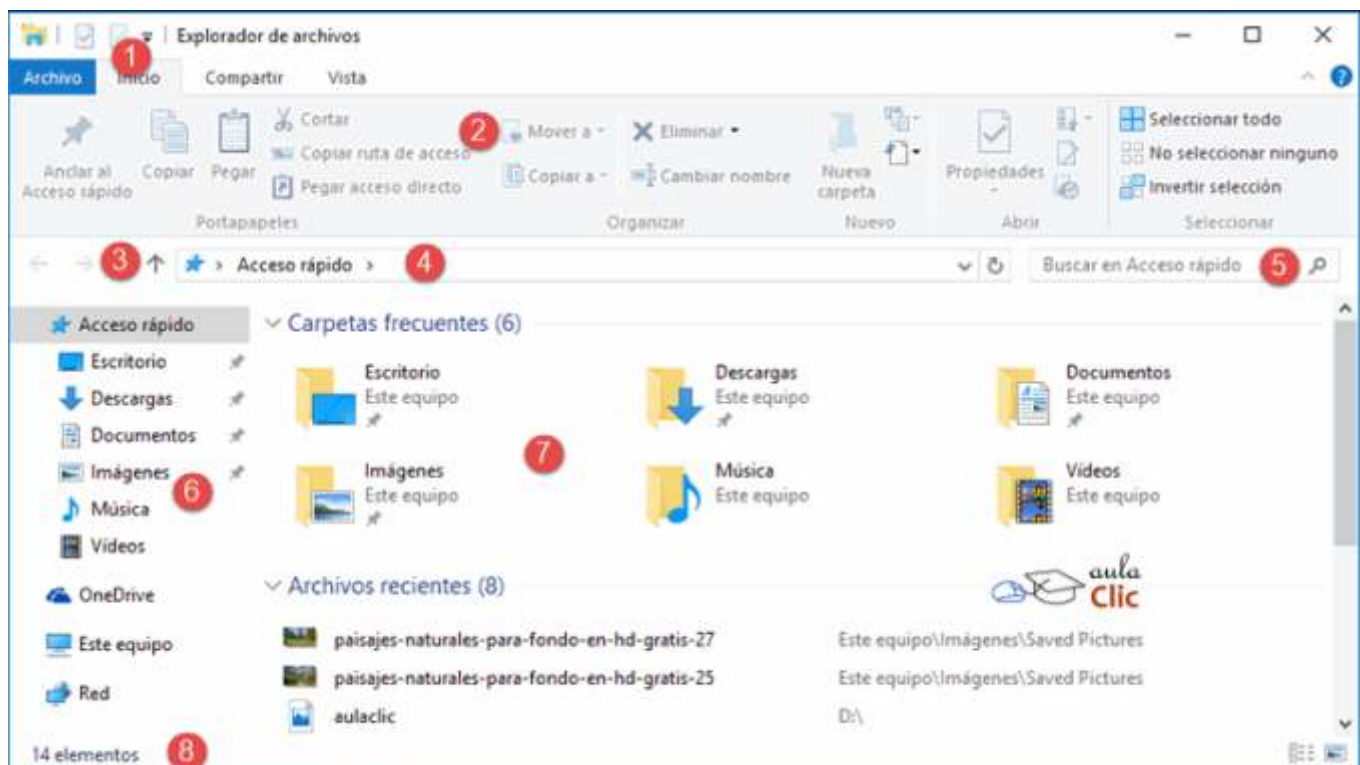 Explorador de archivos
1
Archivo Inicio Compartir Vista
Anclar al Acceso rápido
Copiar
Pegar
Cortar
Copiar ruta de acceso
Pegar acceso directo
Portapapeles
2
Mover a
Copiar a
Eliminar
Cambiar nombre
Organizar
Nueva carpeta
Nuevo
Propiedades
Abrir
Seleccionar todo
No seleccionar ninguno
Invertir selección
Seleccionar
3
Acceso rápido
4
Buscar en Acceso rápido
5
Acceso rápido
Escritorio
Descargas
Documentos
Imágenes
6
Música
Vídeos
OneDrive
Este equipo
Red
Carpetas frecuentes (6)
Escritorio
Este equipo
Descargas
Este equipo
Documentos
Este equipo
7
Imágenes
Este equipo
Música
Este equipo
Vídeos
Este equipo
aula
Clic
Archivos recientes (8)
paisajes-naturales-para-fondo-en-hd-gratis-27 Este equipo\Imágenes\Saved Pictures
paisajes-naturales-para-fondo-en-hd-gratis-25 Este equipo\Imágenes\Saved Pictures
aulaclic D:\
14 elementos
8